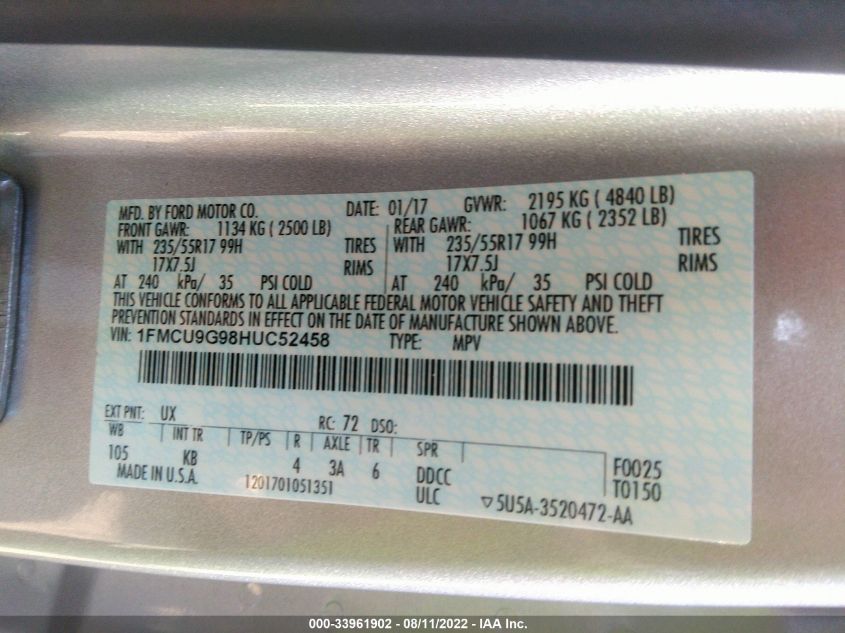 MFD. BY FORD MOTOR CO. DATE: 01/17 GVWR: 2195 KG ( 4840 LB)
FRONT GAWR: 1134 KG ( 2500 LB) REAR GAWR: 1067 KG ( 2352 LB)
WITH 235/55R17 99H TIRES WITH 235/55R17 99H TIRES
17X7.5J RIMS 17X7.5J RIMS
AT 240 kPa/ 35 PSI COLD AT 240 kPa/ 35 PSI COLD
THIS VEHICLE CONFORMS TO ALL APPLICABLE FEDERAL MOTOR VEHICLE SAFETY AND THEFT
PREVENTION STANDARDS IN EFFECT ON THE DATE OF MANUFACTURE SHOWN ABOVE.
VIN: 1FMCU9G98HUC52458 TYPE: MPV
EXT PNT: UX RC: 72 DSO:
WB INT TR TP/PS R AXLE TR SPR
105 KB 4 3A 6 DDCC F0025
MADE IN U.S.A. 1201701051351 ULC T0150
▽5U5A-3520472-AA
000-33961902 - 08/11/2022 - IAA Inc.